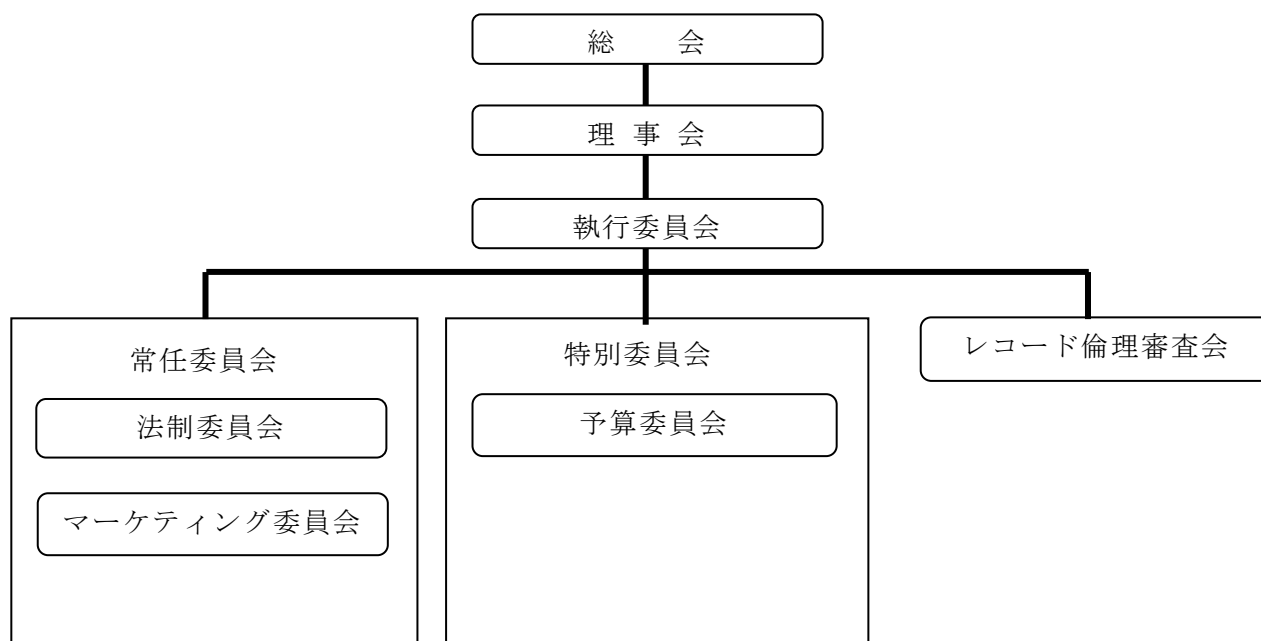 総　　会
理 事 会
執行委員会
常任委員会
法制委員会
マーケティング委員会
特別委員会
予算委員会
レコード倫理審査会